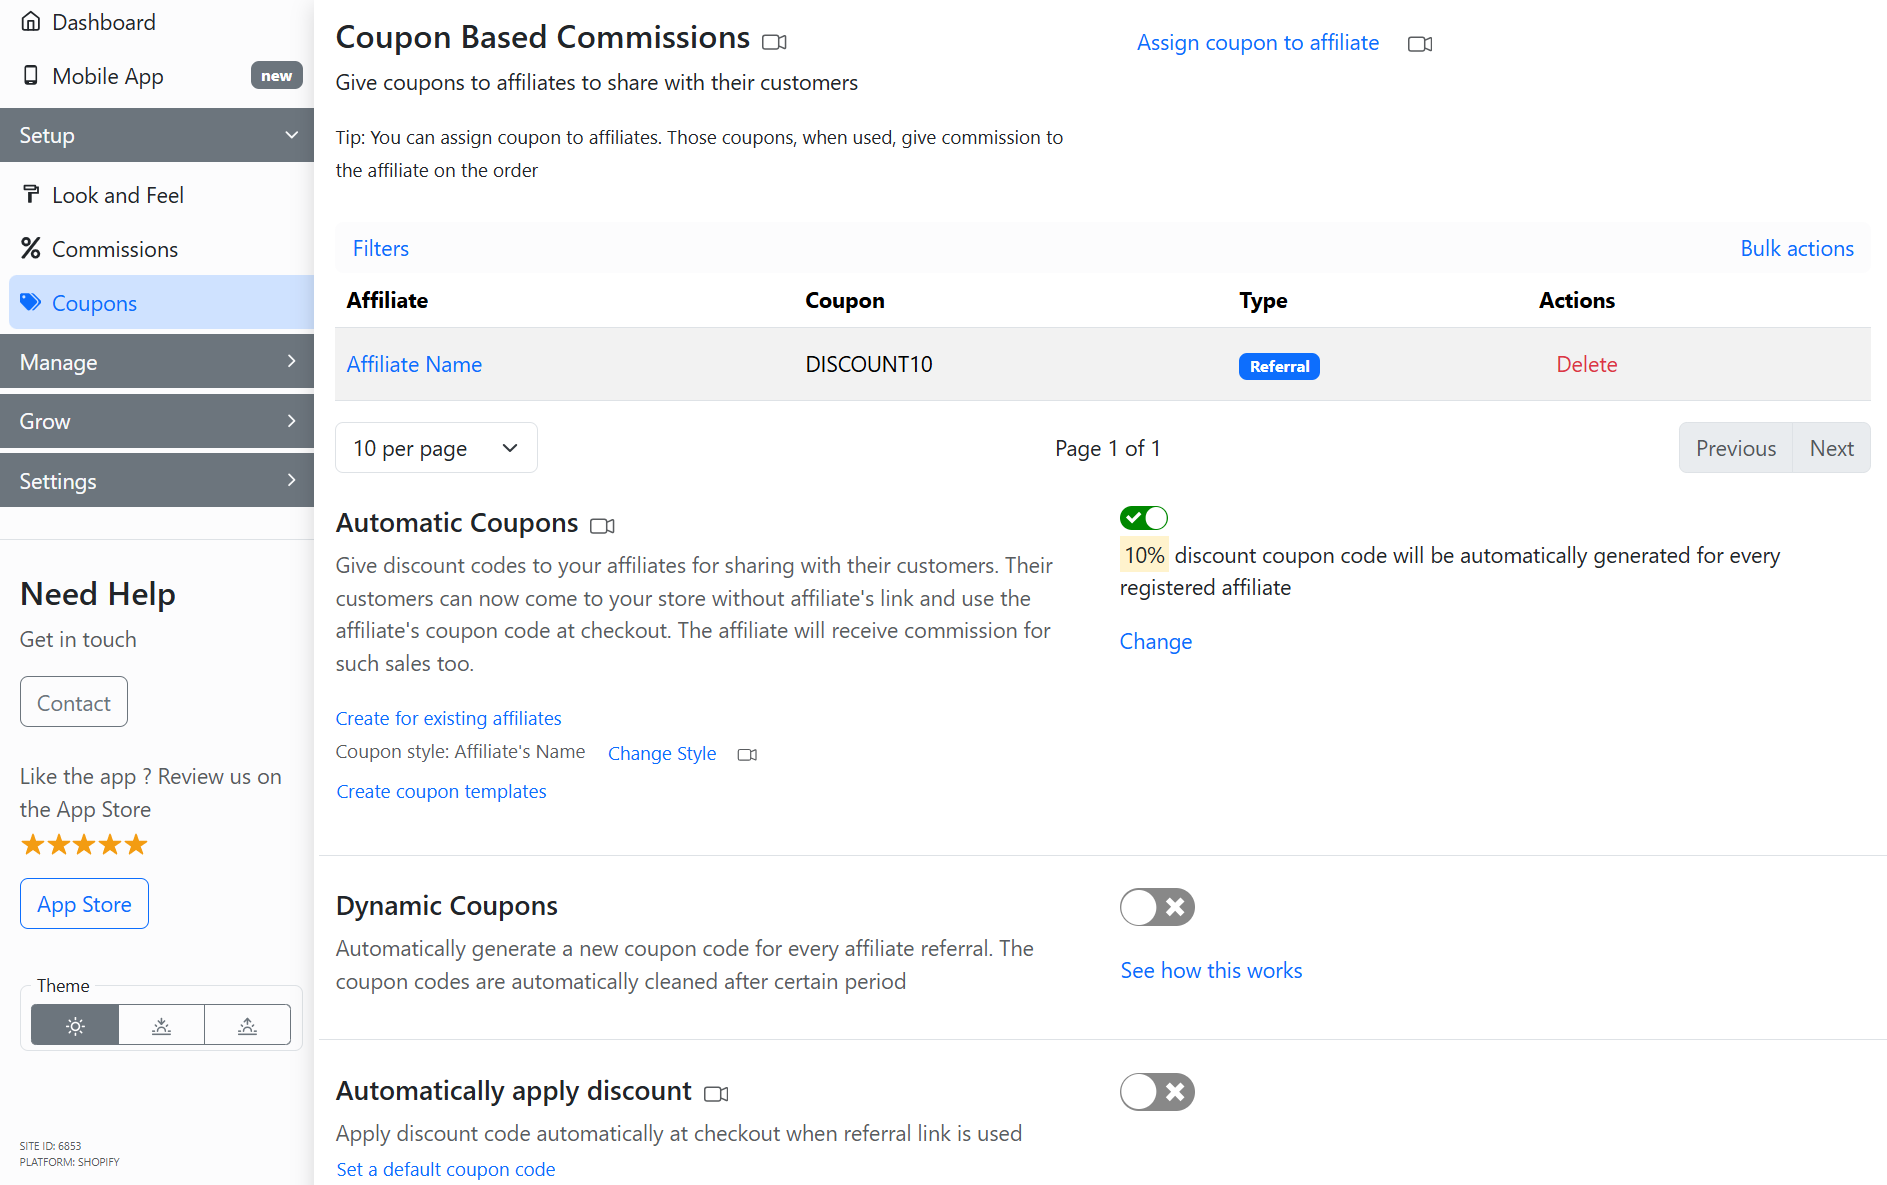 Dashboard
Mobile App
new
Setup
Look and Feel
Commissions
Coupons
Manage
Grow
Settings
Need Help
Get in touch
Contact
Like the app ? Review us on
the App Store
App Store
Theme
SITE ID: 6853
PLATFORM: SHOPIFY
Coupon Based Commissions
Assign coupon to affiliate
Give coupons to affiliates to share with their customers
Tip: You can assign coupon to affiliates. Those coupons, when used, give commission to
the affiliate on the order
Filters
Bulk actions
Affiliate Coupon Type Actions
Affiliate Name DISCOUNT10 Referral Delete
10 per page
Page 1 of 1
Previous Next
Automatic Coupons
Give discount codes to your affiliates for sharing with their customers. Their
customers can now come to your store without affiliate's link and use the
affiliate's coupon code at checkout. The affiliate will receive commission for
such sales too.
Create for existing affiliates
Coupon style: Affiliate's Name Change Style
Create coupon templates
10% discount coupon code will be automatically generated for every
registered affiliate
Change
Dynamic Coupons
Automatically generate a new coupon code for every affiliate referral. The
coupon codes are automatically cleaned after certain period
See how this works
Automatically apply discount
Apply discount code automatically at checkout when referral link is used
Set a default coupon code